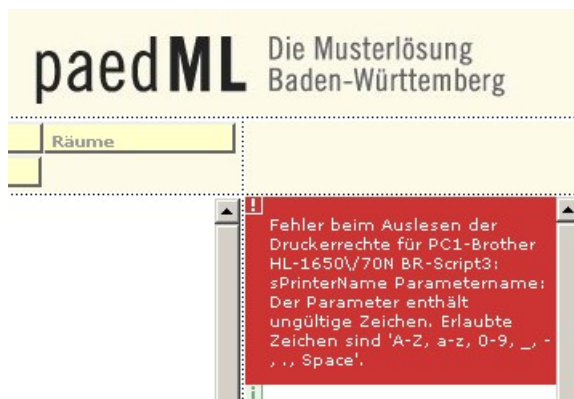 paedML Die Musterlösung
Baden-Württemberg
Räume
!
Fehler beim Auslesen der
Druckerrechte für PC1-Brother
HL-1650\/70N BR-Script3:
sPrinterName Parametername:
Der Parameter enthält
ungültige Zeichen. Erlaubte
Zeichen sind 'A-Z, a-z, 0-9, _, -
, ., Space'.